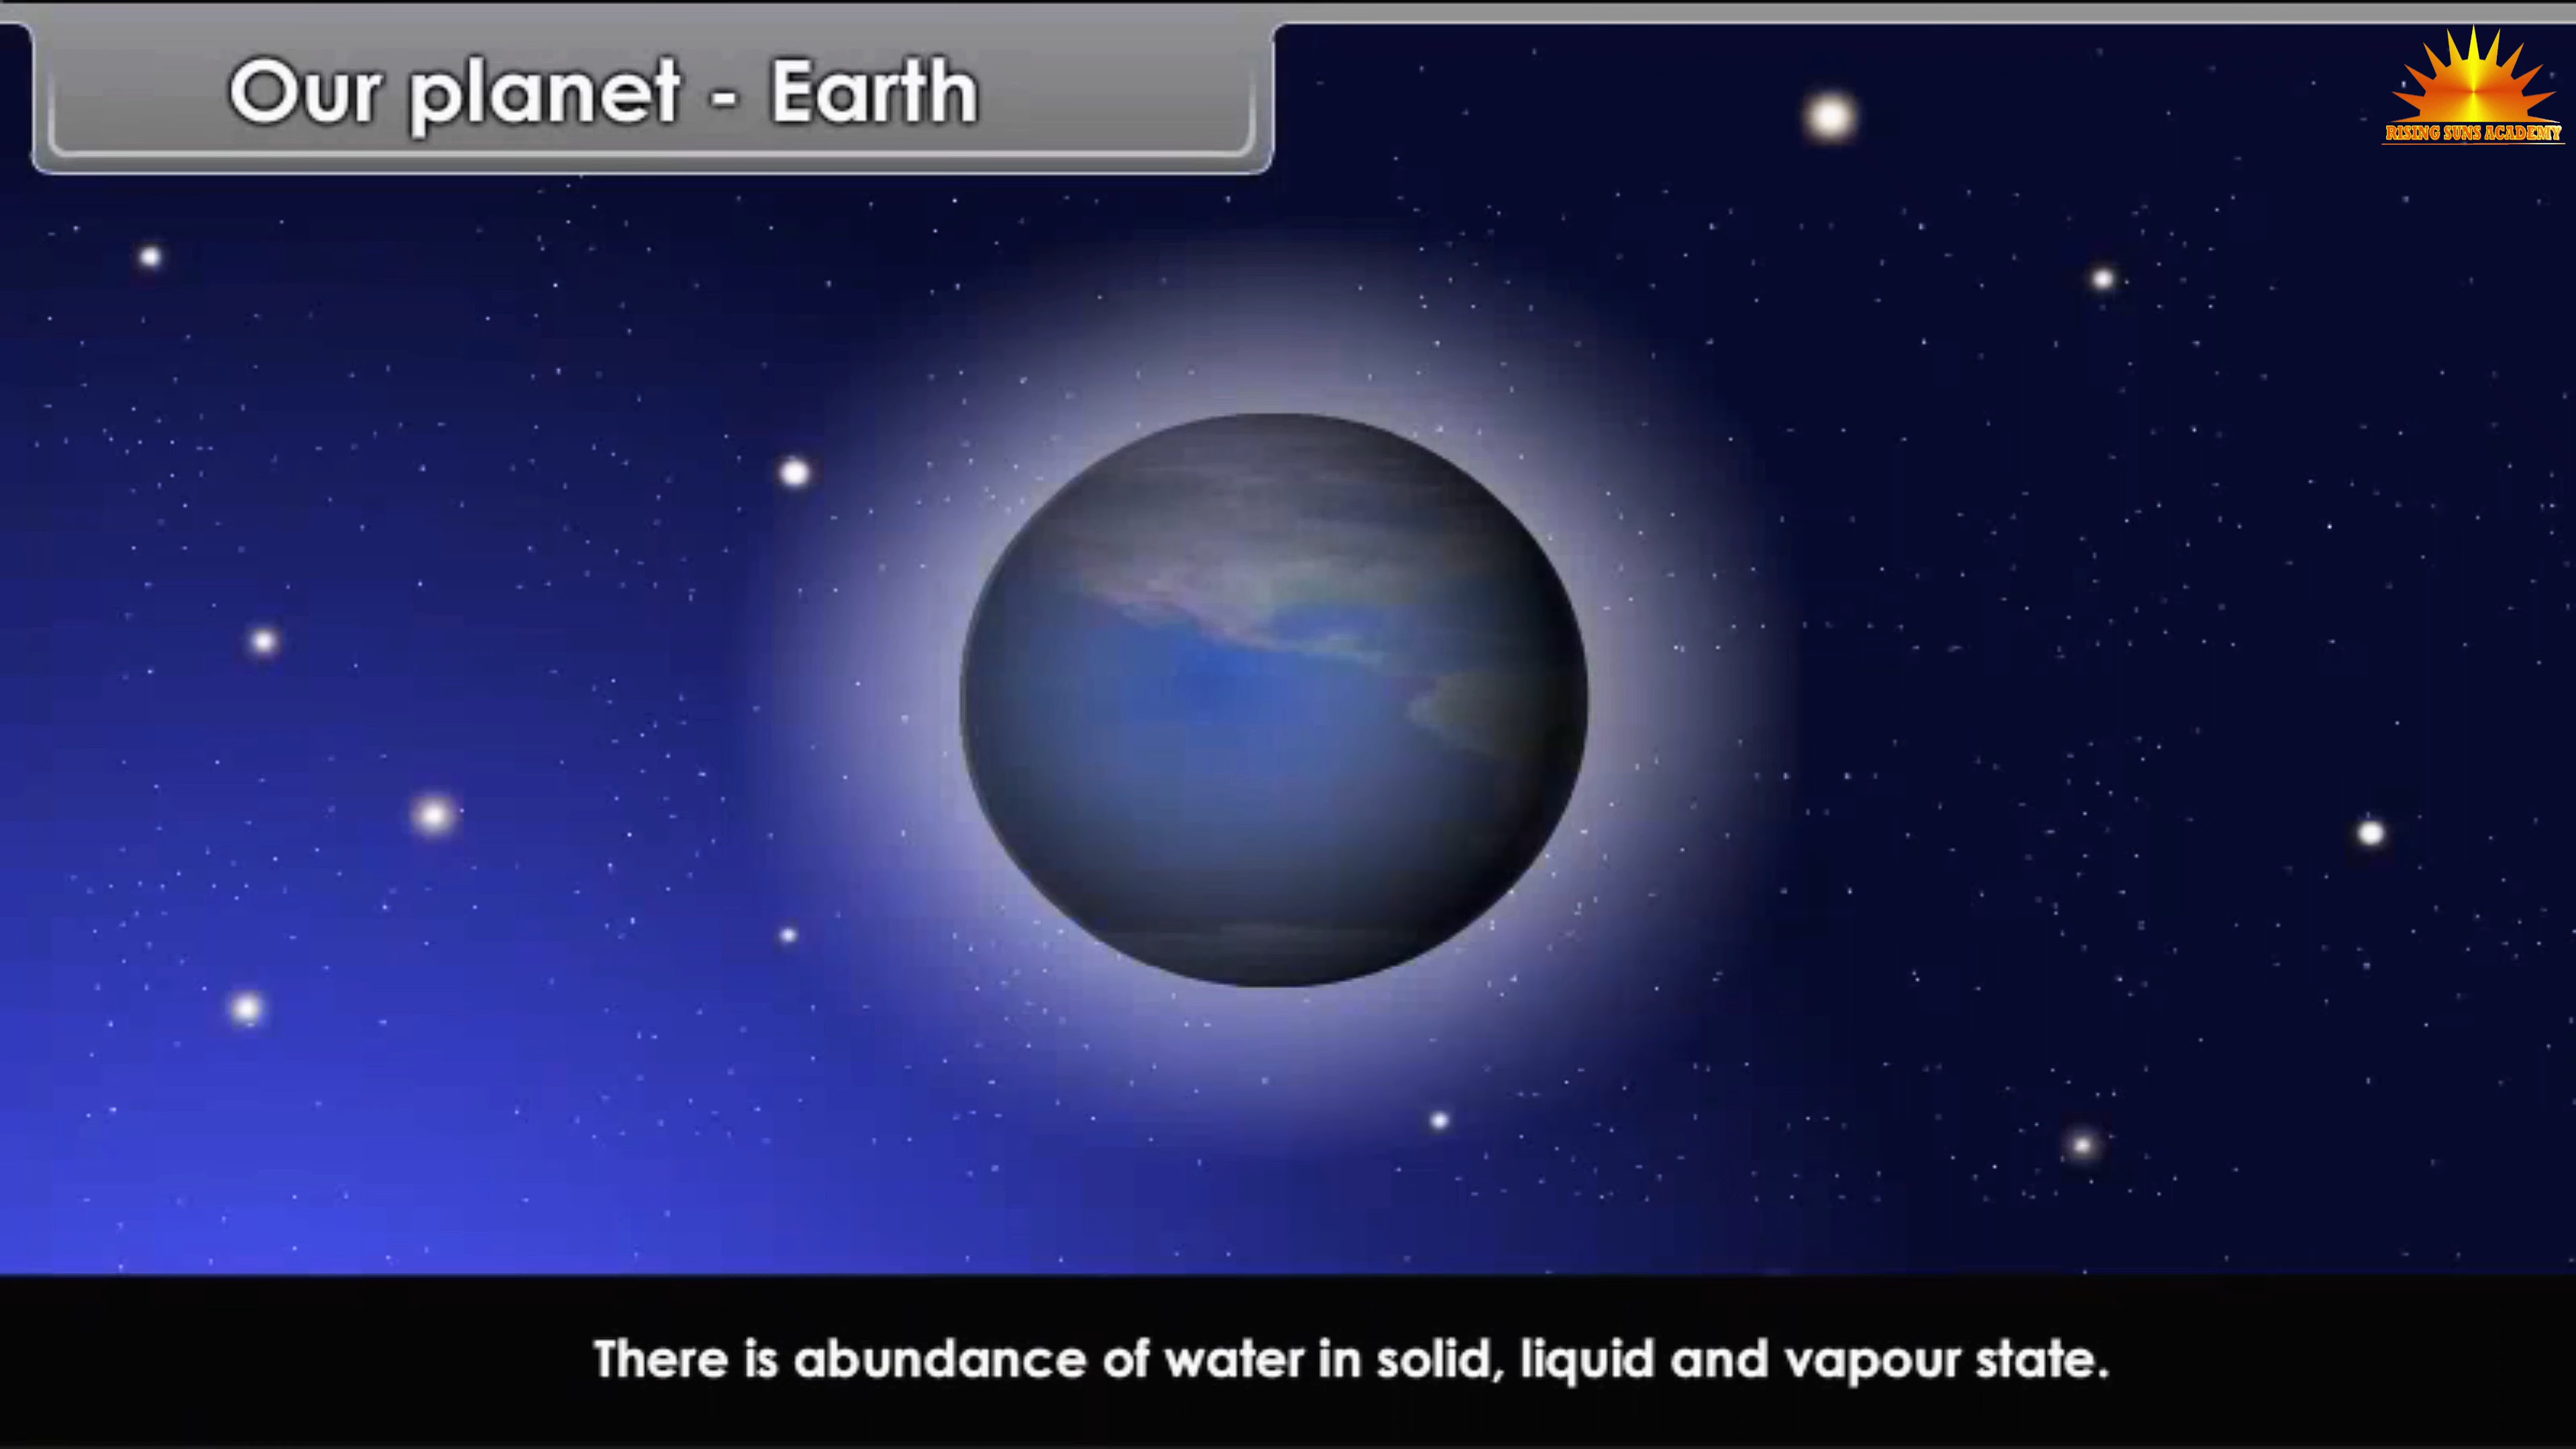 Our planet - Earth
RISING SUNS ACADEMY
There is abundance of water in solid, liquid and vapour state.